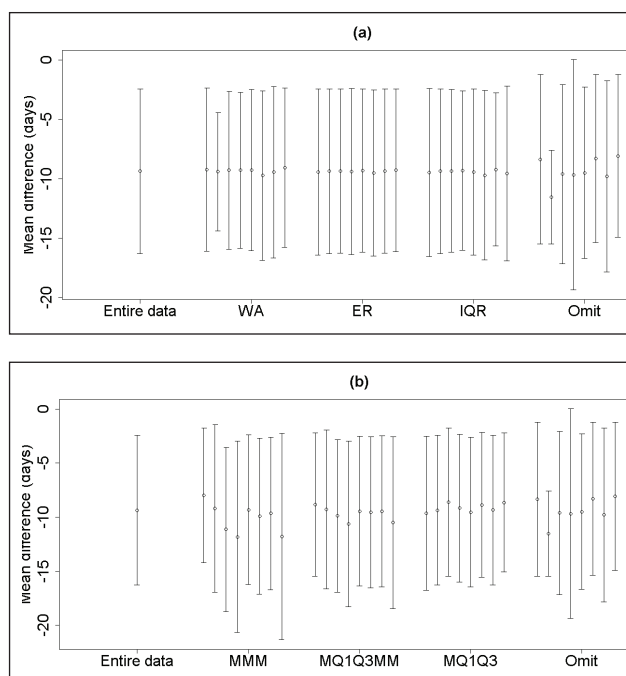 (a)
Mean difference (days)
0
-5
-10
-15
-20
Entire data WA ER IQR Omit
(b)
Mean difference (days)
0
-5
-10
-15
-20
Entire data MMM MQ1Q3MM MQ1Q3 Omit